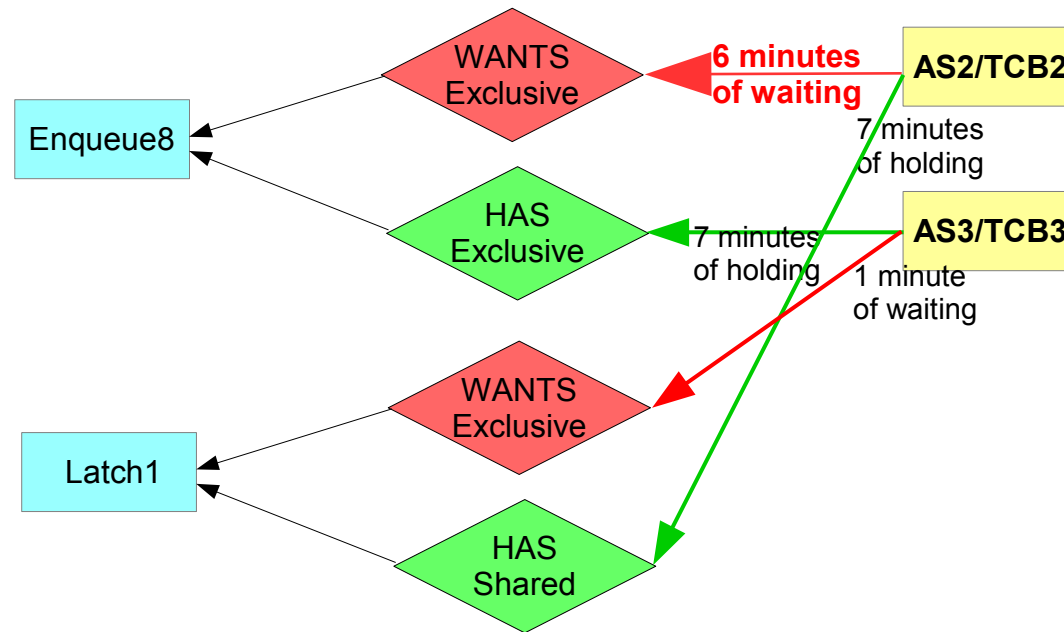 WANTS
Exclusive
6 minutes
of waiting
AS2/TCB2
Enqueue8
7 minutes
of holding
HAS
Exclusive
7 minutes
of holding
AS3/TCB3
1 minute
of waiting
WANTS
Exclusive
Latch1
HAS
Shared